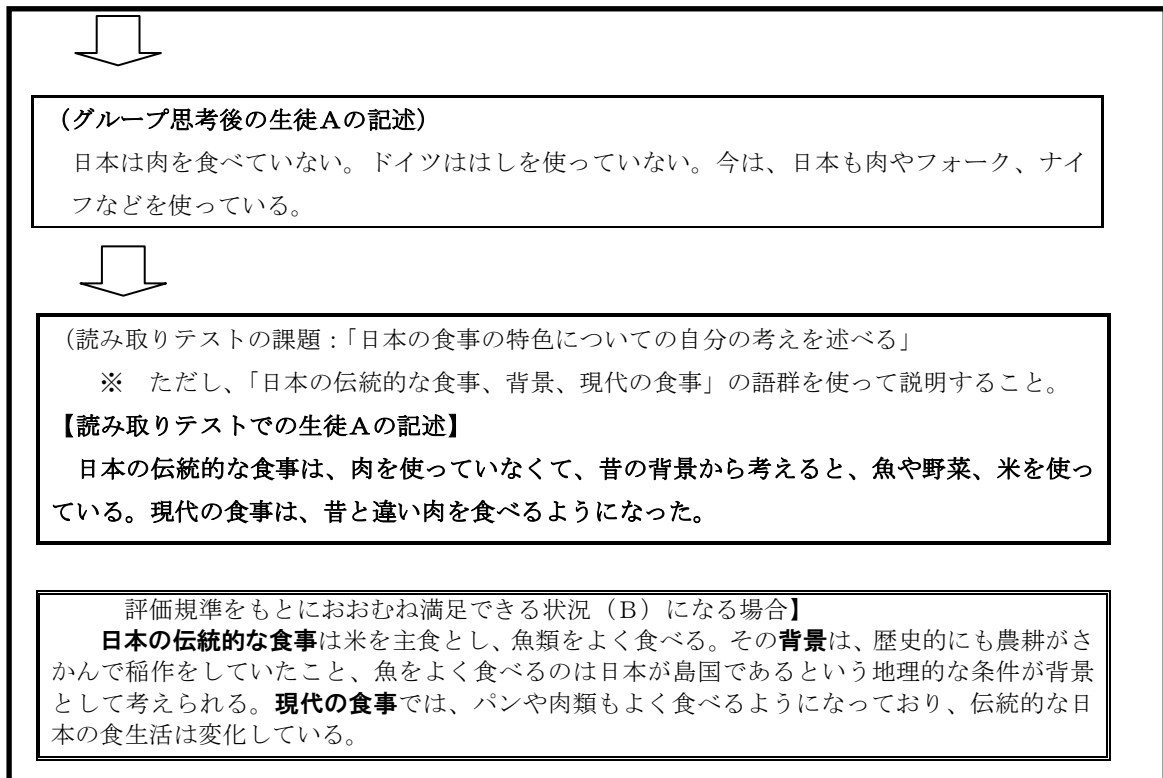 （グループ思考後の生徒Aの記述）
日本は肉を食べていない。ドイツははしを使っていない。今は、日本も肉やフォーク、ナイ
フなどを使っている。
（読み取りテストの課題：「日本の食事の特色についての自分の考えを述べる」
※　ただし、「日本の伝統的な食事、背景、現代の食事」の語群を使って説明すること。
【読み取りテストでの生徒Aの記述】
日本の伝統的な食事は、肉を使っていなくて、昔の背景から考えると、魚や野菜、米を使っ
ている。現代の食事は、昔と違い肉を食べるようになった。
評価規準をもとにおおむね満足できる状況（B）になる場合】
日本の伝統的な食事は米を主食とし、魚類をよく食べる。その背景は、歴史的にも農耕がさ
かんで稲作をしていたこと、魚をよく食べるのは日本が島国であるという地理的な条件が背景
として考えられる。現代の食事では、パンや肉類もよく食べるようになっており、伝統的な日
本の食生活は変化している。